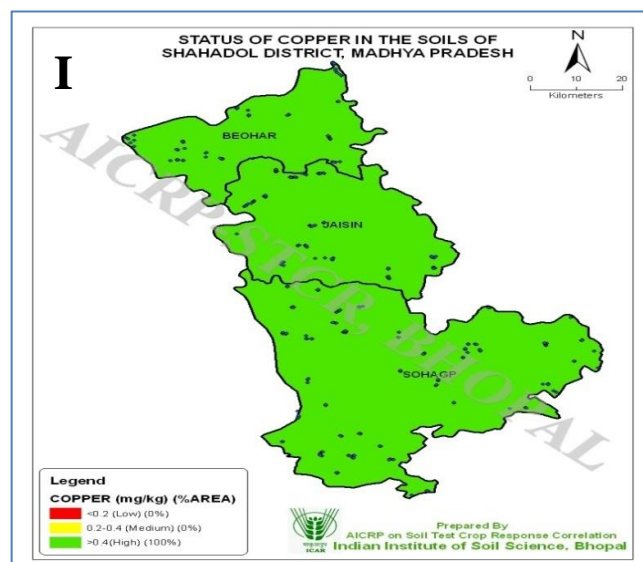 STATUS OF COPPER IN THE SOILS OF
SHAHADOL DISTRICT, MADHYA PRADESH
I
N
0 10 20
Kilometers
BEOHAR
JAISIN
SOHAGP
AICRP-STCR, BHOPAL
Legend
COPPER (mg/kg) (%AREA)
<0.2 (Low) (0%)
0.2-0.4 (Medium) (0%)
>0.4(High) (100%)
ICAR
Prepared By
AICRP on Soil Test Crop Response Correlation
Indian Institute of Soil Science, Bhopal